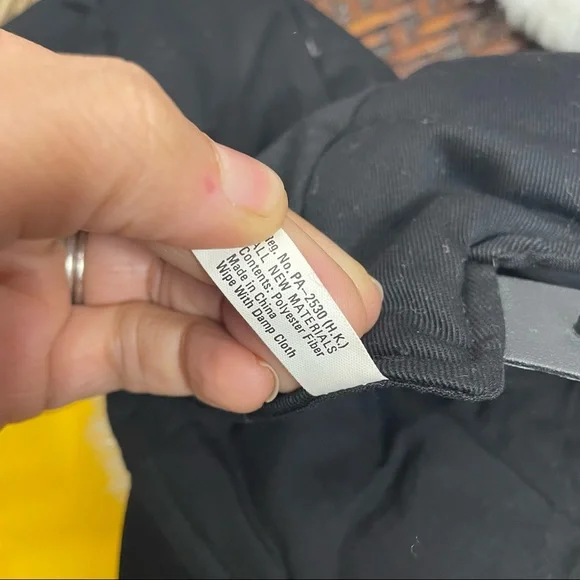 Reg. No. PA-2530 (H.K.)
ALL NEW MATERIALS
Contents: Polyester Fiber
Made in China
Wipe With Damp Cloth